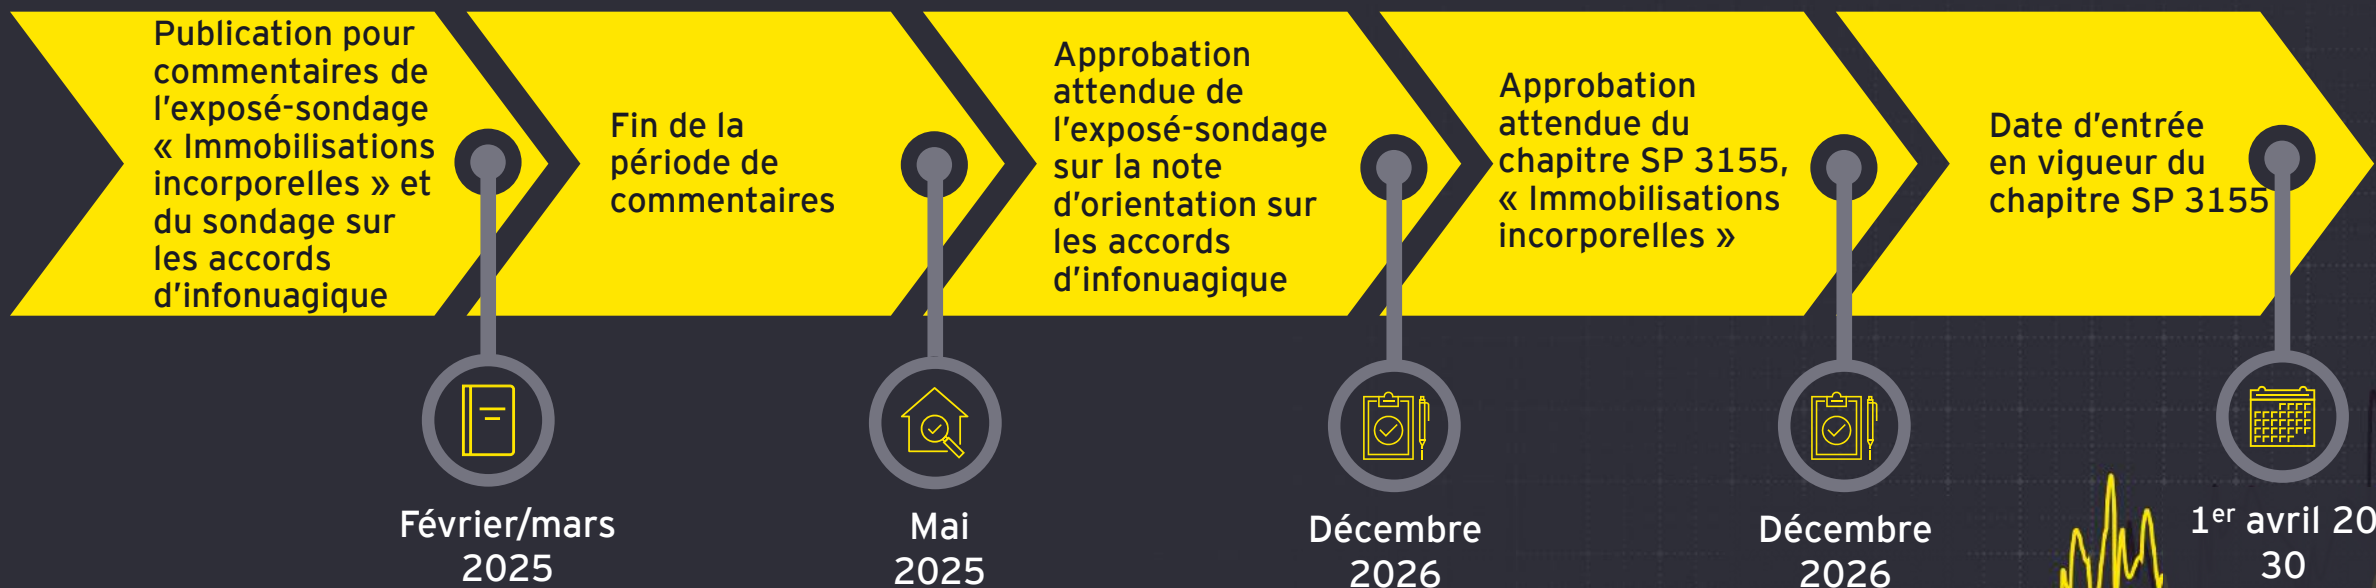 Publication pour
commentaires de
l'exposé-sondage
« Immobilisations
incorporelles » et
du sondage sur
les accords
d'infonuagique
Fin de la
période de
commentaires
Approbation
attendue de
l'exposé-sondage
sur la note
d'orientation sur
les accords
d'infonuagique
Approbation
attendue du
chapitre SP 3155,
« Immobilisations
incorporelles »
Date d'entrée
en vigueur du
chapitre SP 3155
Février/mars
2025
Mai
2025
Décembre
2026
Décembre
2026
1er avril 20
30